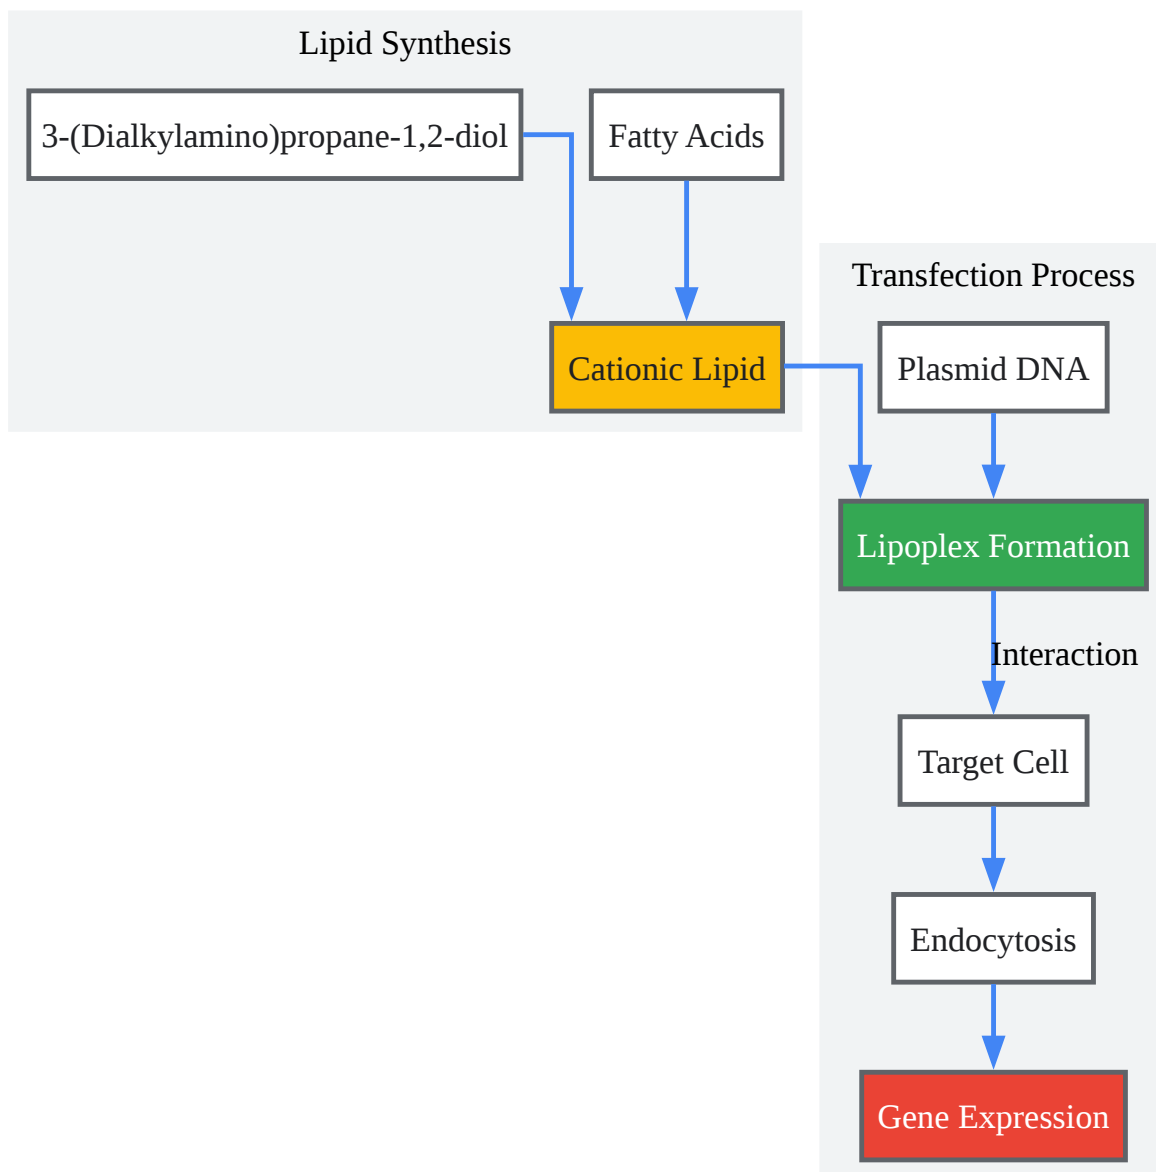 Lipid Synthesis
3-(Dialkylamino)propane-1,2-diol
Fatty Acids
Cationic Lipid
Transfection Process
Plasmid DNA
Lipoplex Formation
Interaction
Target Cell
Endocytosis
Gene Expression